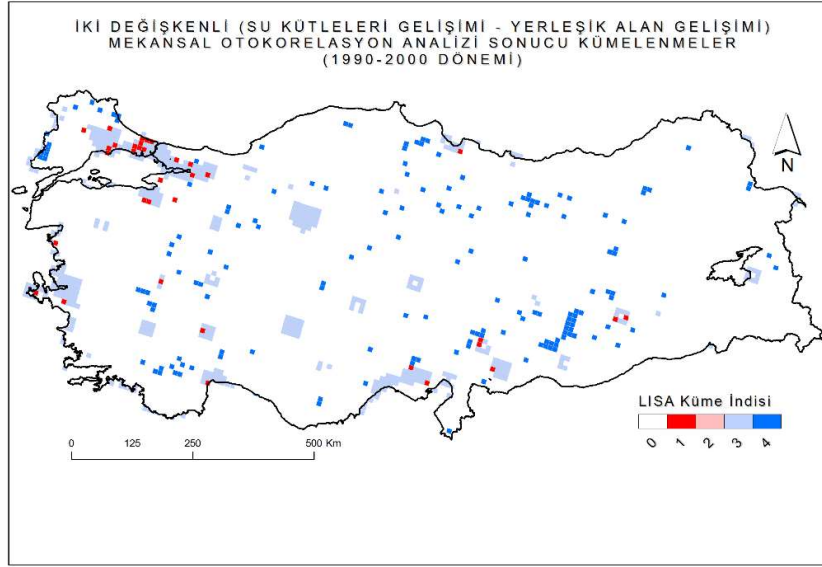 İKİ DEĞİŞKENLİ (SU KÜTLELERİ GELİŞİMİ - YERLEŞİK ALAN GELİŞİMİ)
MEKANSAL OTOKORELASYON ANALİZİ SONUCU KÜMELENMELER
(1990-2000 DÖNEMİ)
N
LISA Küme İndisi
0 1 2 3 4
0 125 250 500 Km